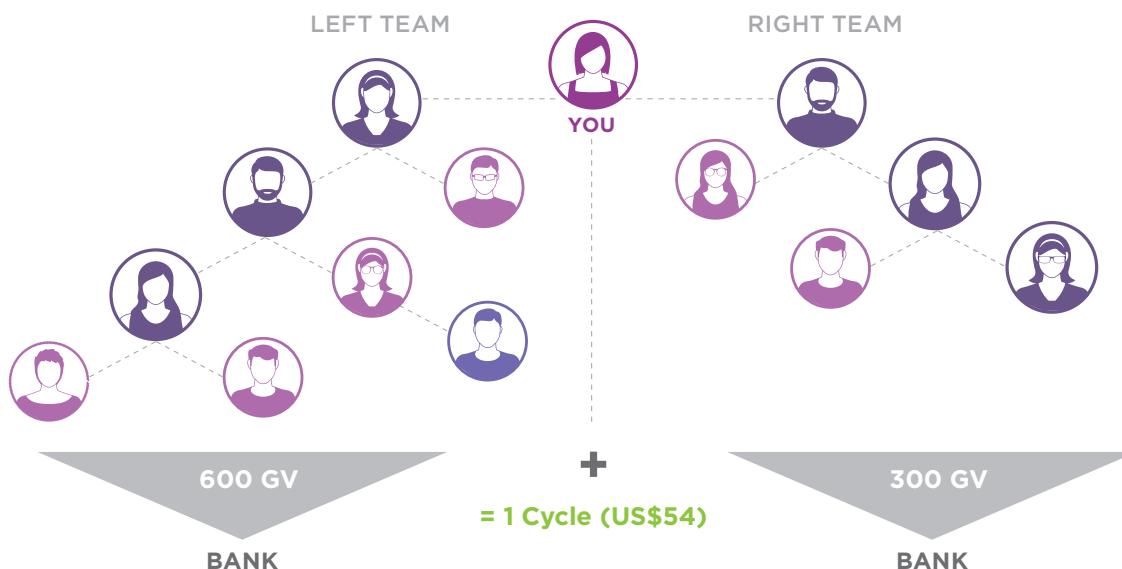 LEFT TEAM
RIGHT TEAM
YOU
600 GV
+
300 GV
= 1 Cycle (US$54)
BANK
BANK